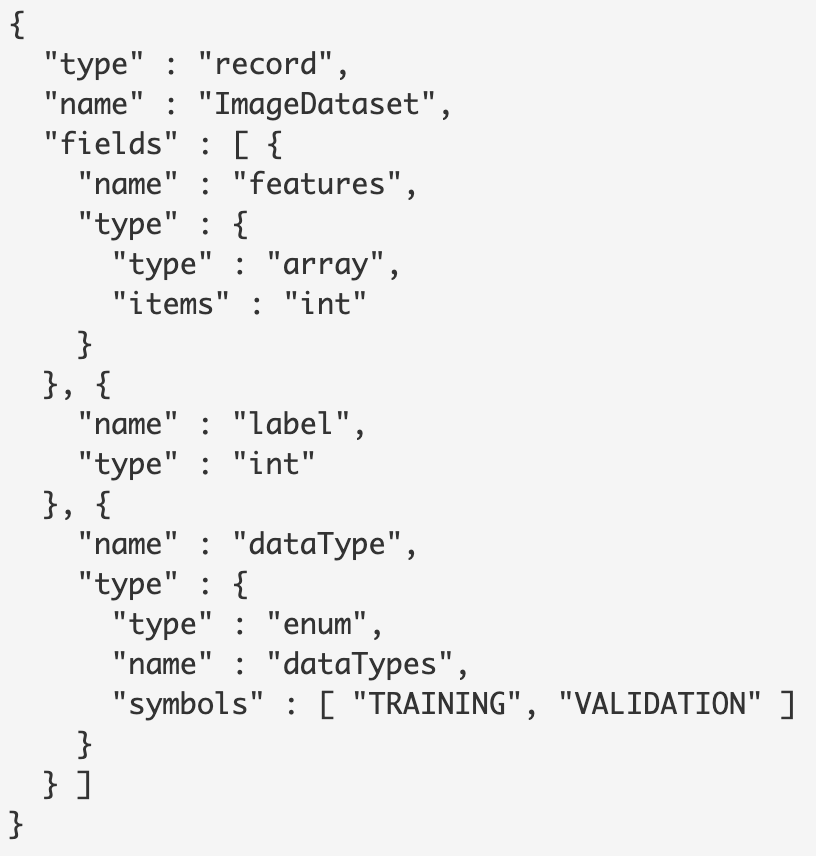 {
  "type" : "record",
  "name" : "ImageDataset",
  "fields" : [ {
    "name" : "features",
    "type" : {
      "type" : "array",
      "items" : "int"
    }
  }, {
    "name" : "label",
    "type" : "int"
  }, {
    "name" : "dataType",
    "type" : {
      "type" : "enum",
      "name" : "dataTypes",
      "symbols" : [ "TRAINING", "VALIDATION" ]
    }
  } ]
}